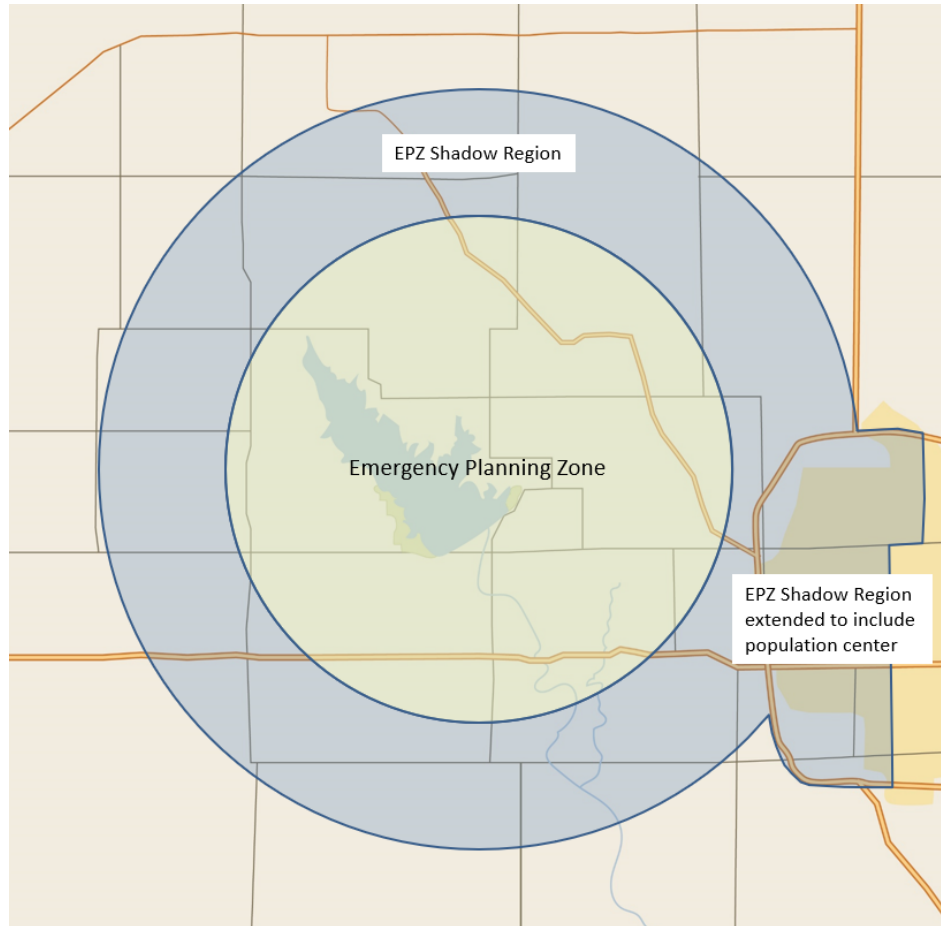 EPZ Shadow Region
Emergency Planning Zone
EPZ Shadow Region
extended to include
population center